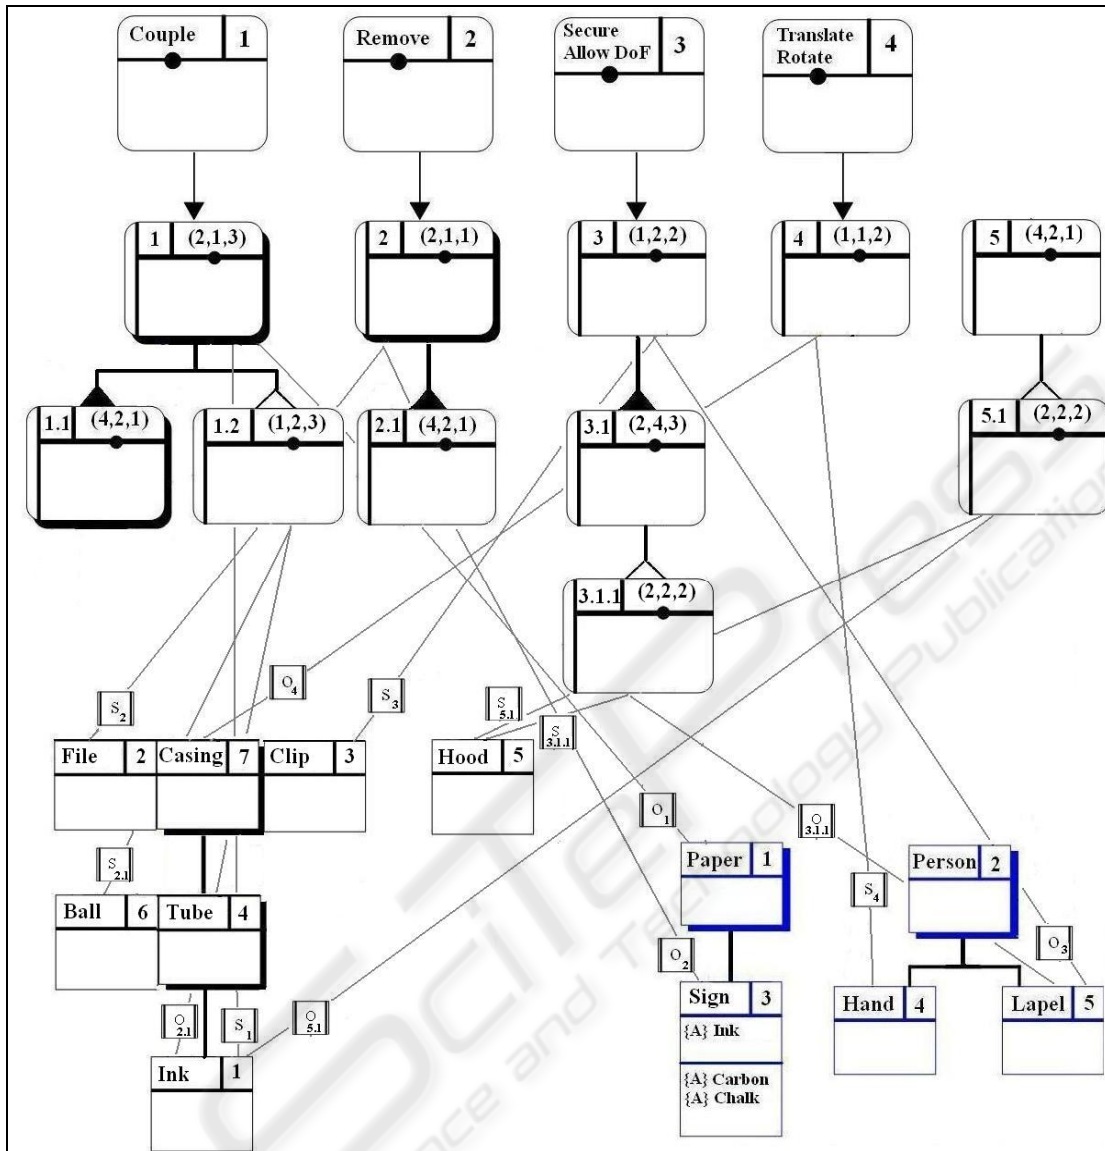 Couple 1
Remove 2
Secure
Allow DoF 3
Translate
Rotate 4
1 (2,1,3)
2 (2,1,1)
3 (1,2,2)
4 (1,1,2)
5 (4,2,1)
1.1 (4,2,1)
1.2 (1,2,3)
2.1 (4,2,1)
3.1 (2,4,3)
5.1 (2,2,2)
3.1.1 (2,2,2)
S2
O4
S3
S5.1
S3.1.1
File 2
Casing 7
Clip 3
Hood 5
O1
O3.1.1
S2.1
Paper 1
Person 2
S4
Ball 6
Tube 4
O2
O3
O2.1
S1
O5.1
Sign 3
Hand 4
Lapel 5
{A} Ink
Ink 1
{A} Carbon
{A} Chalk
SciTePress
Science and Technology Publications